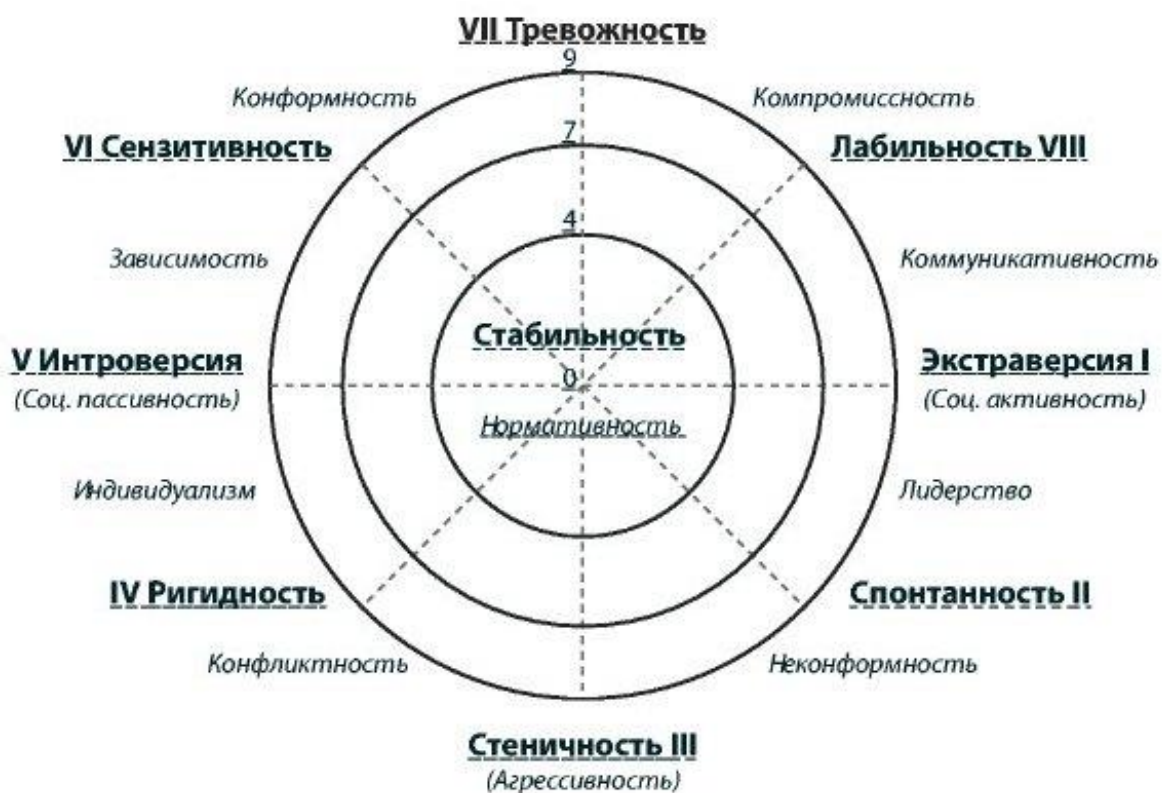 VII Тревожность
9
Конформность
Компромиссность
7
VI Сензитивность
Лабильность VIII
4
Зависимость
Коммуникативность
Стабильность
V Интроверсия
0
Экстраверсия I
(Соц. пассивность)
(Соц. активность)
Нормативность
Индивидуализм
Лидерство
IV Ригидность
Спонтанность II
Конфликтность
Неконформность
Стеничность III
(Агрессивность)